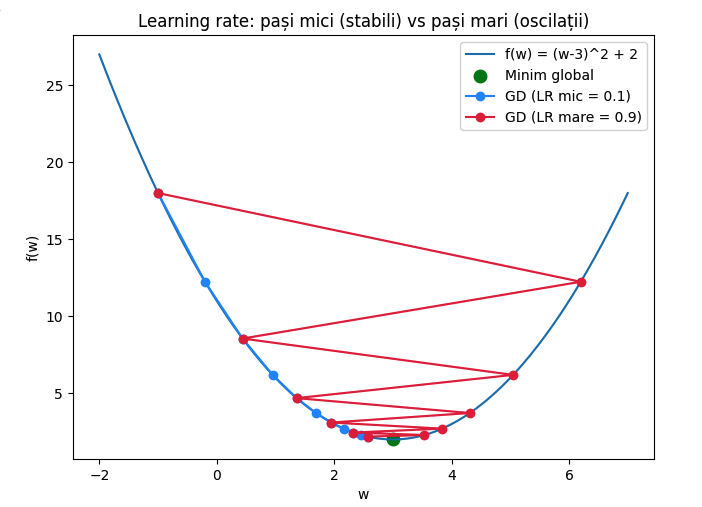 Learning rate: pași mici (stabili) vs pași mari (oscilații)
f(w) = (w-3)^2 + 2
Minim global
GD (LR mic = 0.1)
GD (LR mare = 0.9)
f(w)
25
20
15
10
5
−2
0
2
4
6
w